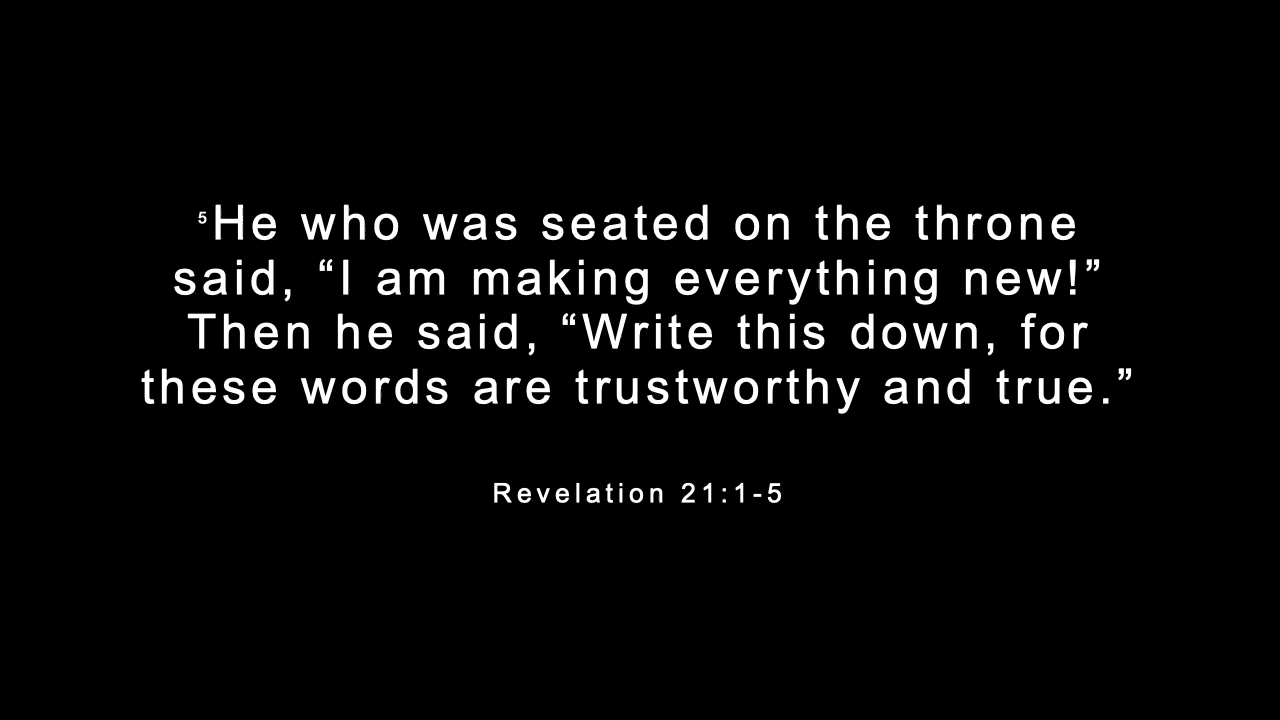 ⁵He who was seated on the throne
said, “I am making everything new!”
Then he said, “Write this down, for
these words are trustworthy and true.”
Revelation 21:1-5